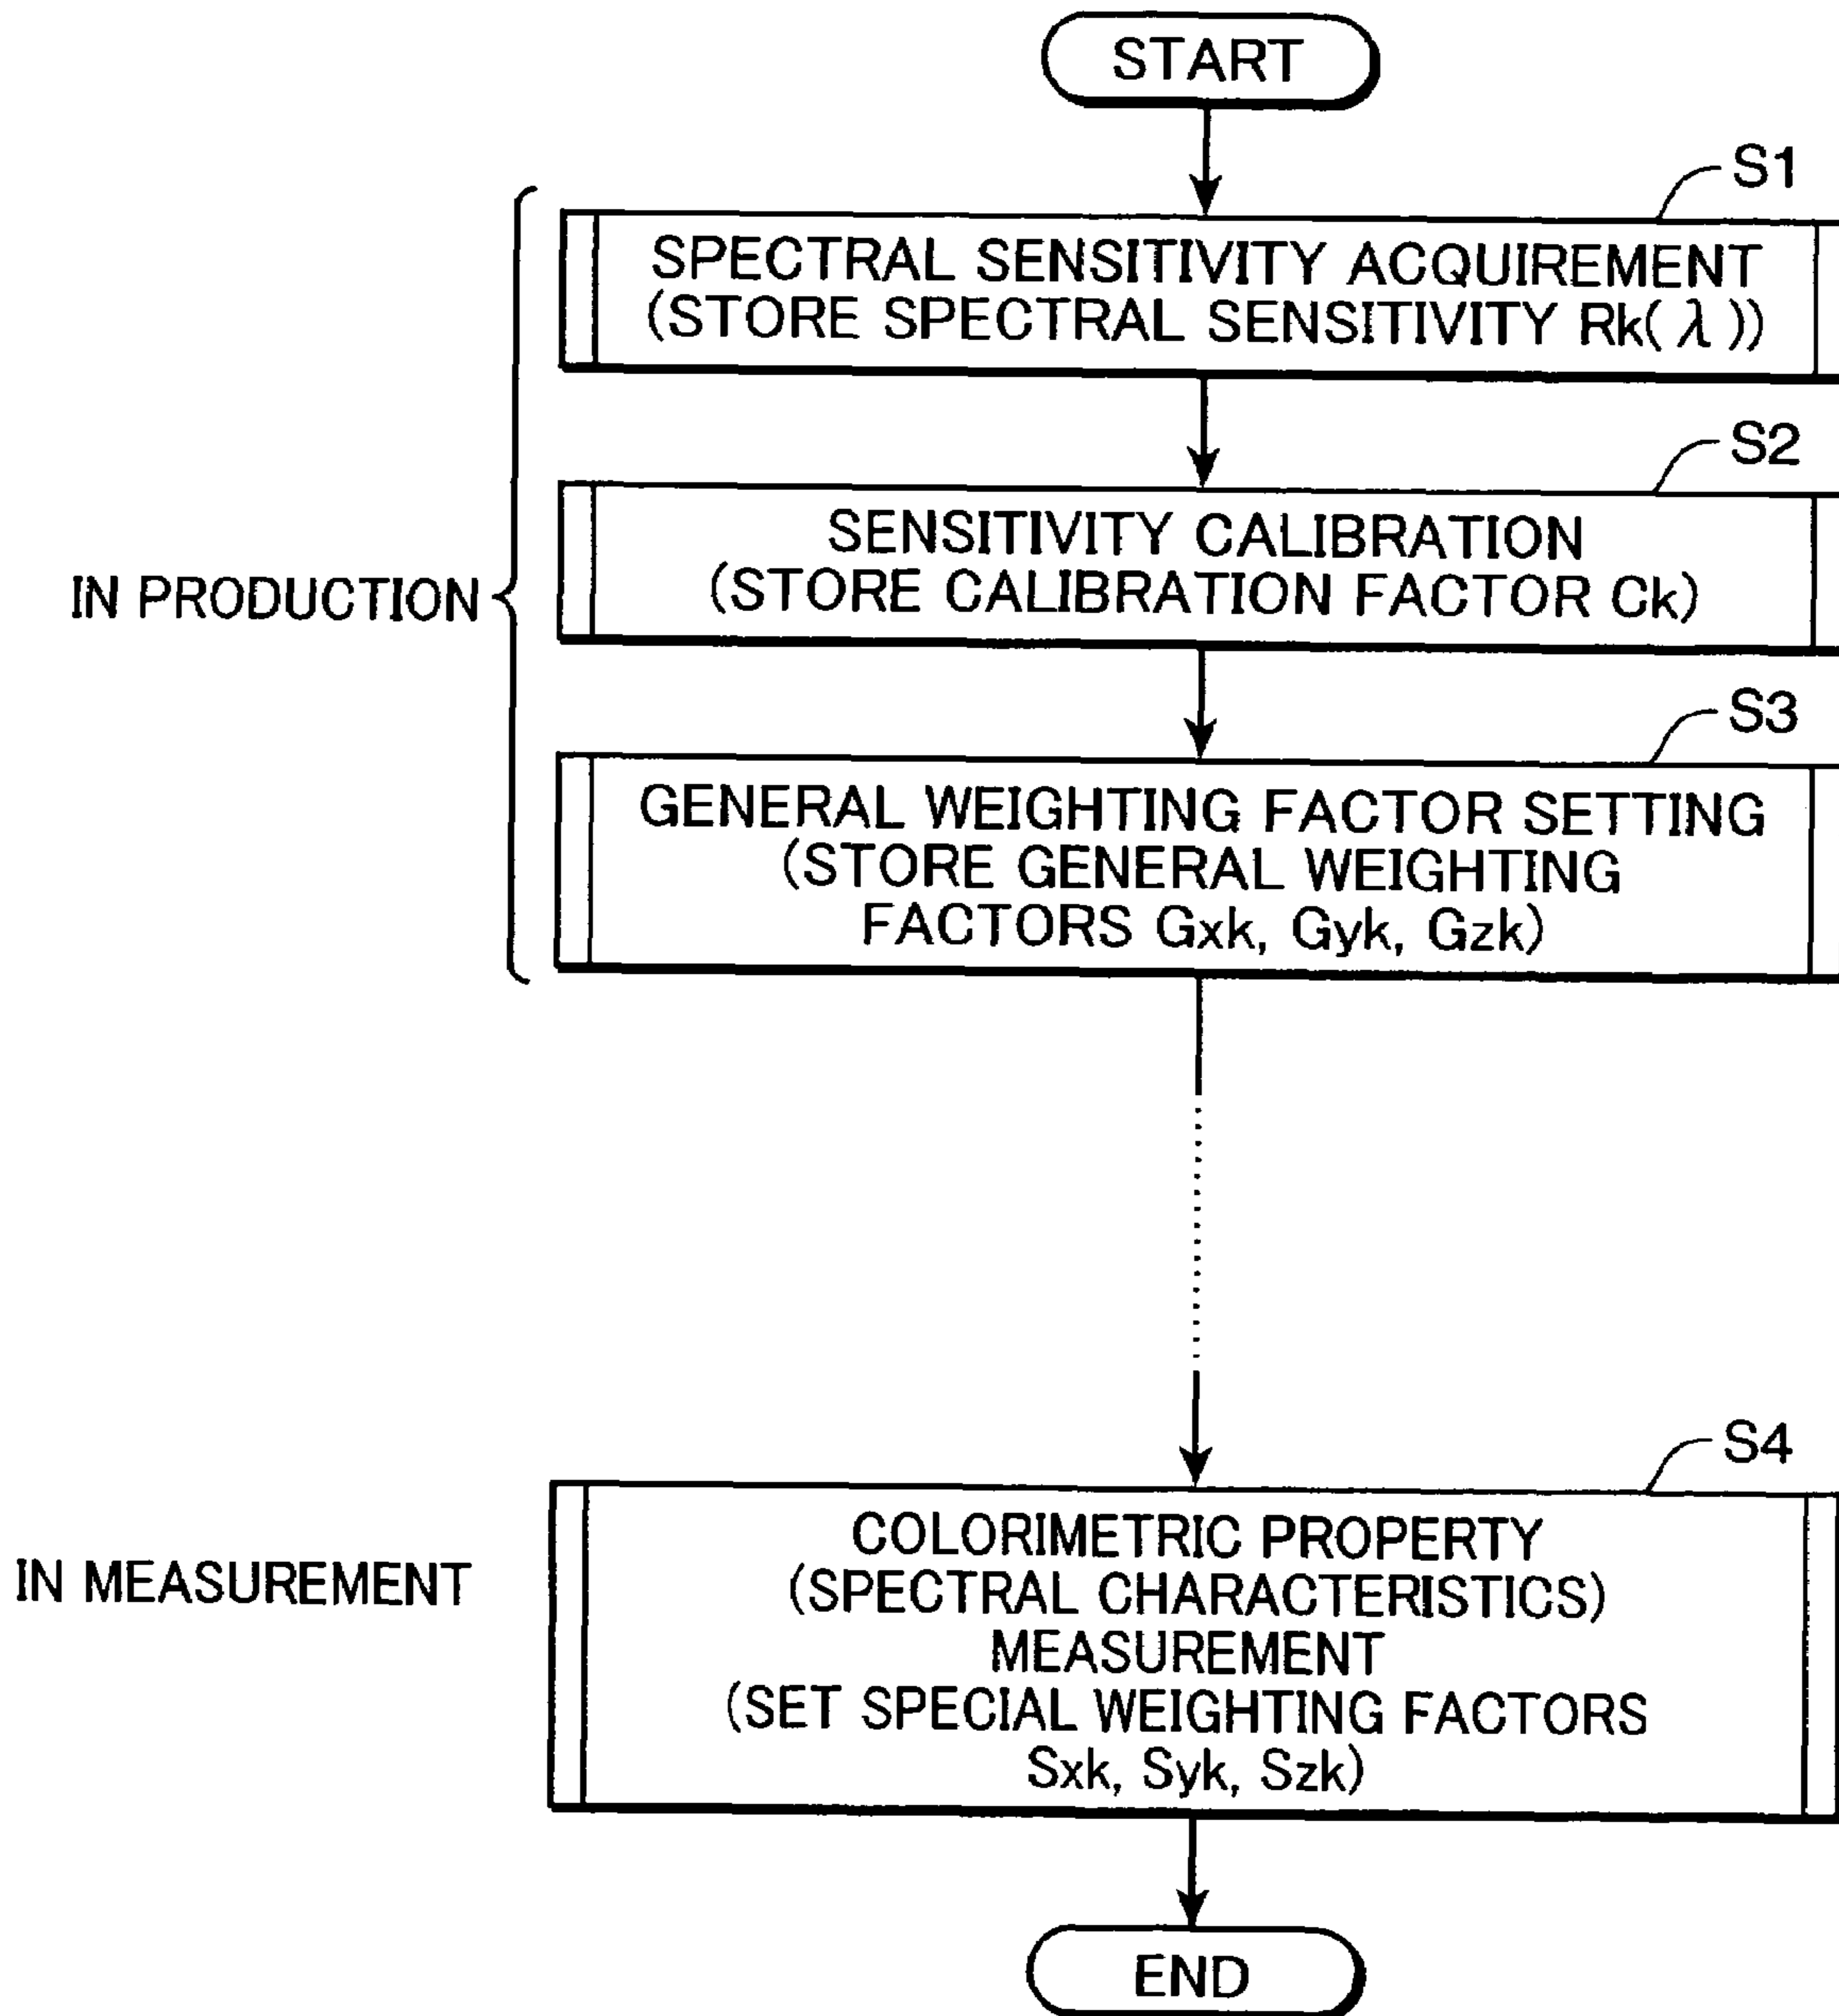 START
S1
SPECTRAL SENSITIVITY ACQUIREMENT
(STORE SPECTRAL SENSITIVITY Rk(λ))
S2
SENSITIVITY CALIBRATION
(STORE CALIBRATION FACTOR Ck)
IN PRODUCTION
S3
GENERAL WEIGHTING FACTOR SETTING
(STORE GENERAL WEIGHTING
FACTORS Gxk, Gyk, Gzk)
S4
IN MEASUREMENT
COLORIMETRIC PROPERTY
(SPECTRAL CHARACTERISTICS)
MEASUREMENT
(SET SPECIAL WEIGHTING FACTORS
Sxk, Syk, Szk)
END